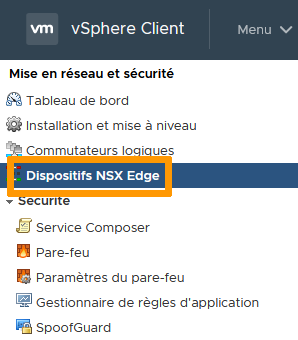 vm vSphere Client Menu
Mise en réseau et sécurité
Tableau de bord
Installation et mise à niveau
Commutateurs logiques
Dispositifs NSX Edge
Sécurité
Service Composer
Pare-feu
Paramètres du pare-feu
Gestionnaire de règles d'application
SpoofGuard